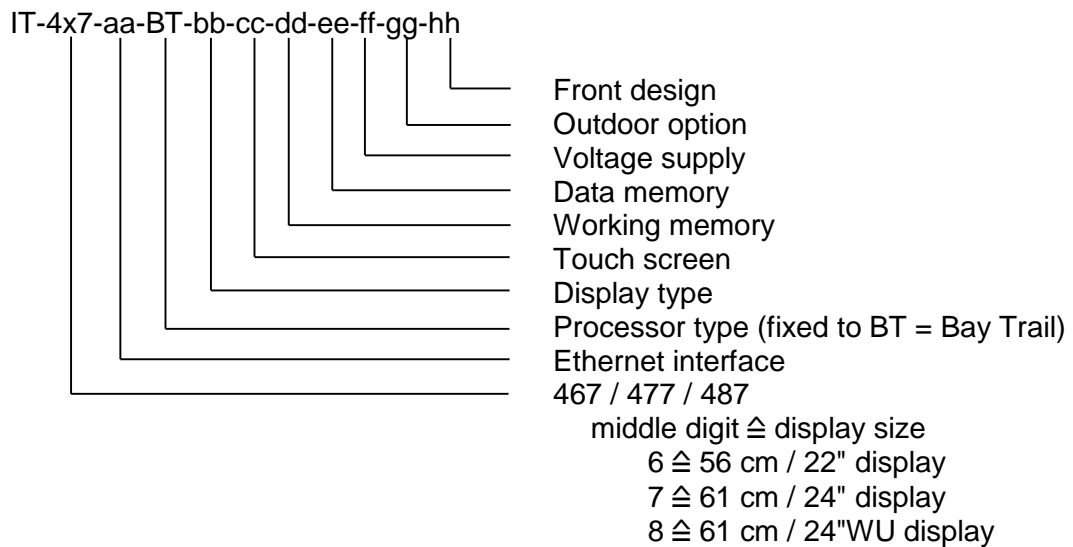 IT-4x7-aa-BT-bb-cc-dd-ee-ff-gg-hh
Front design
Outdoor option
Voltage supply
Data memory
Working memory
Touch screen
Display type
Processor type (fixed to BT = Bay Trail)
Ethernet interface
467 / 477 / 487
middle digit ≙ display size
6 ≙ 56 cm / 22" display
7 ≙ 61 cm / 24" display
8 ≙ 61 cm / 24"WU display